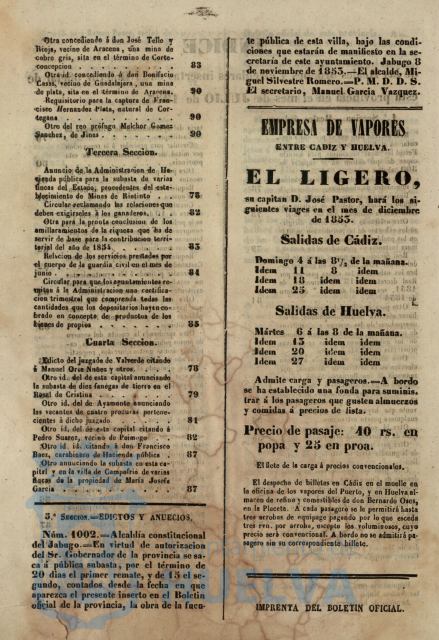 Otra concediendo á don José Tello y
Rioja, vecino de Aracena, una mina de
cobre gris, sita en el término de Corte-
concepcion . . . . . . . 83
Otra id. concediendo á don Bonifacio
Casas, vecino de Guadalajara, una mina
de plata, sita en el término de Aracena. 90
Requisitorio para la captura de Fran-
cisco Hernandez Plata, natural de Cor-
tegana . . . . . . . . 90
Otro del reo prófugo Melchor Gomez
Sanchez, de Jinos . . . . . . 90
Tercera Seccion.
Anuncio de la Administracion de Ha-
cienda pública para la subasta de varias
fincas del Estado, procedentes del esta-
blecimiento de Minas de Riotinto . . 78
Circular reclamando las relaciones que
deben exigirseles á los ganaderos. . . 82
Otra para la pronta conclusion de los
amillaramientos de la riqueza que ha de
servir de base para la contribucion terri-
torial del año de 1854. . . . . 83
Relacion de los servicios prestados por
el cuerpo de la guardia civil en el mes de
junio . . . . . . . . 84
Circular para que los ayuntamientos re-
mitan á la Administracion una certifica-
cion trimestral que comprenda todas las
cantidades que los depositarios hayan co-
brado en concepto de productos de los
bienes de propios . . . . . . 85
Cuarta Seccion.
Edicto del juzgado de Valverde citando
á Manuel Oria Nuñez y otros. . . . 78
Otro id. del de esta capital anunciando
la subasta de diez fanegas de tierra en el
Rosal de Cristina . . . . . . 79
Otro id. del de Ayamonte anunciando
las vacantes de cuatro procuras pertene-
cientes á dicho juzgado . . . . 81
Otro id. del de esta capital citando á
Pedro Suarez, vecino de Paimogo . . 82
Otro id. id. citando á don Francisco
Baez, carabinero de Hacienda pública . 87
Otro anunciando la subasta en esta ca-
pital y en la villa de Campofrio de varias
fincas de la propiedad de María Josefa
Garcia . . . . . . . . 87
5.ª Seccion.—EDICTOS Y ANUECIOS.
Núm. 1002.—Alcaldía constitucional
del Jabugo.—En virtud de autorizacion
del Sr. Gobernador de la provincia se sa-
ca á pública subasta, por el término de
20 dias el primer remate, y de 15 el se-
gundo, contados desde la fecha en que
aparezca el presente inserto en el Boletin
oficial de la provincia, la obra de la fuen-
te pública de esta villa, bajo las condi-
ciones que estarán de manifiesto en la se-
cretaría de este ayuntamiento. Jabugo 8
de noviembre de 1853.—El alcalde, Mi-
guel Silvestre Romero.—P. M. D. D. S.
El secretario, Manuel Garcia Vazquez.
EMPRESA DE VAPORES
ENTRE CADIZ Y HUELVA.
EL LIGERO,
su capitan D. José Pastor, hará los si-
guientes viages en el mes de diciembre
de 1853.
Salidas de Cádiz.
Domingo 4 á las 8½ de la mañana.
Idem 11 8 idem
Idem 18 idem idem
Idem 25 idem idem
Salidas de Huelva.
Mártes 6 á las 8 de la mañana.
Idem 13 idem idem
Idem 20 idem idem
Idem 27 idem idem
Admite carga y pasageros.—A bordo
se ha establecido una fonda para suminis-
trar á los pasageros que gusten almuerzos
y comidas á precios de lista.
Precio de pasaje: 40 rs. en
popa y 25 en proa.
El flete de la carga á precios convencionales.
El despacho de billetes en Cádiz en el muelle en
la oficina de los vapores del Puerto, y en Huelva al-
macen de refino y comestibles de don Bernardo Oses,
en la Placeta. A cada pasagero se le permitirá hasta
tres arrobas de equipage pagando por lo que esceda
tres rvn. por arroba, escepto los voluminosos, cuyo
precio será convencional. A bordo no se admitirá pa-
sagero sin su correspondiente billete.
IMPRENTA DEL BOLETIN OFICIAL.
HUELVA